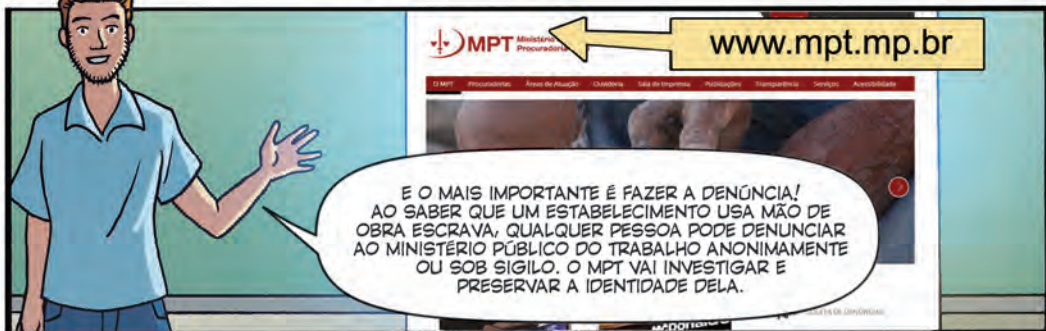 MPT Ministério
Procuradoria
www.mpt.mp.br
O MPT Procuradorias Áreas de Atuação Ouvidoria Sala de Imprensa Publicações Transparência Serviços Acessibilidade
E O MAIS IMPORTANTE É FAZER A DENÚNCIA!
AO SABER QUE UM ESTABELECIMENTO USA MÃO DE
OBRA ESCRAVA, QUALQUER PESSOA PODE DENUNCIAR
AO MINISTÉRIO PÚBLICO DO TRABALHO ANONIMAMENTE
OU SOB SIGILO. O MPT VAI INVESTIGAR E
PRESERVAR A IDENTIDADE DELA.